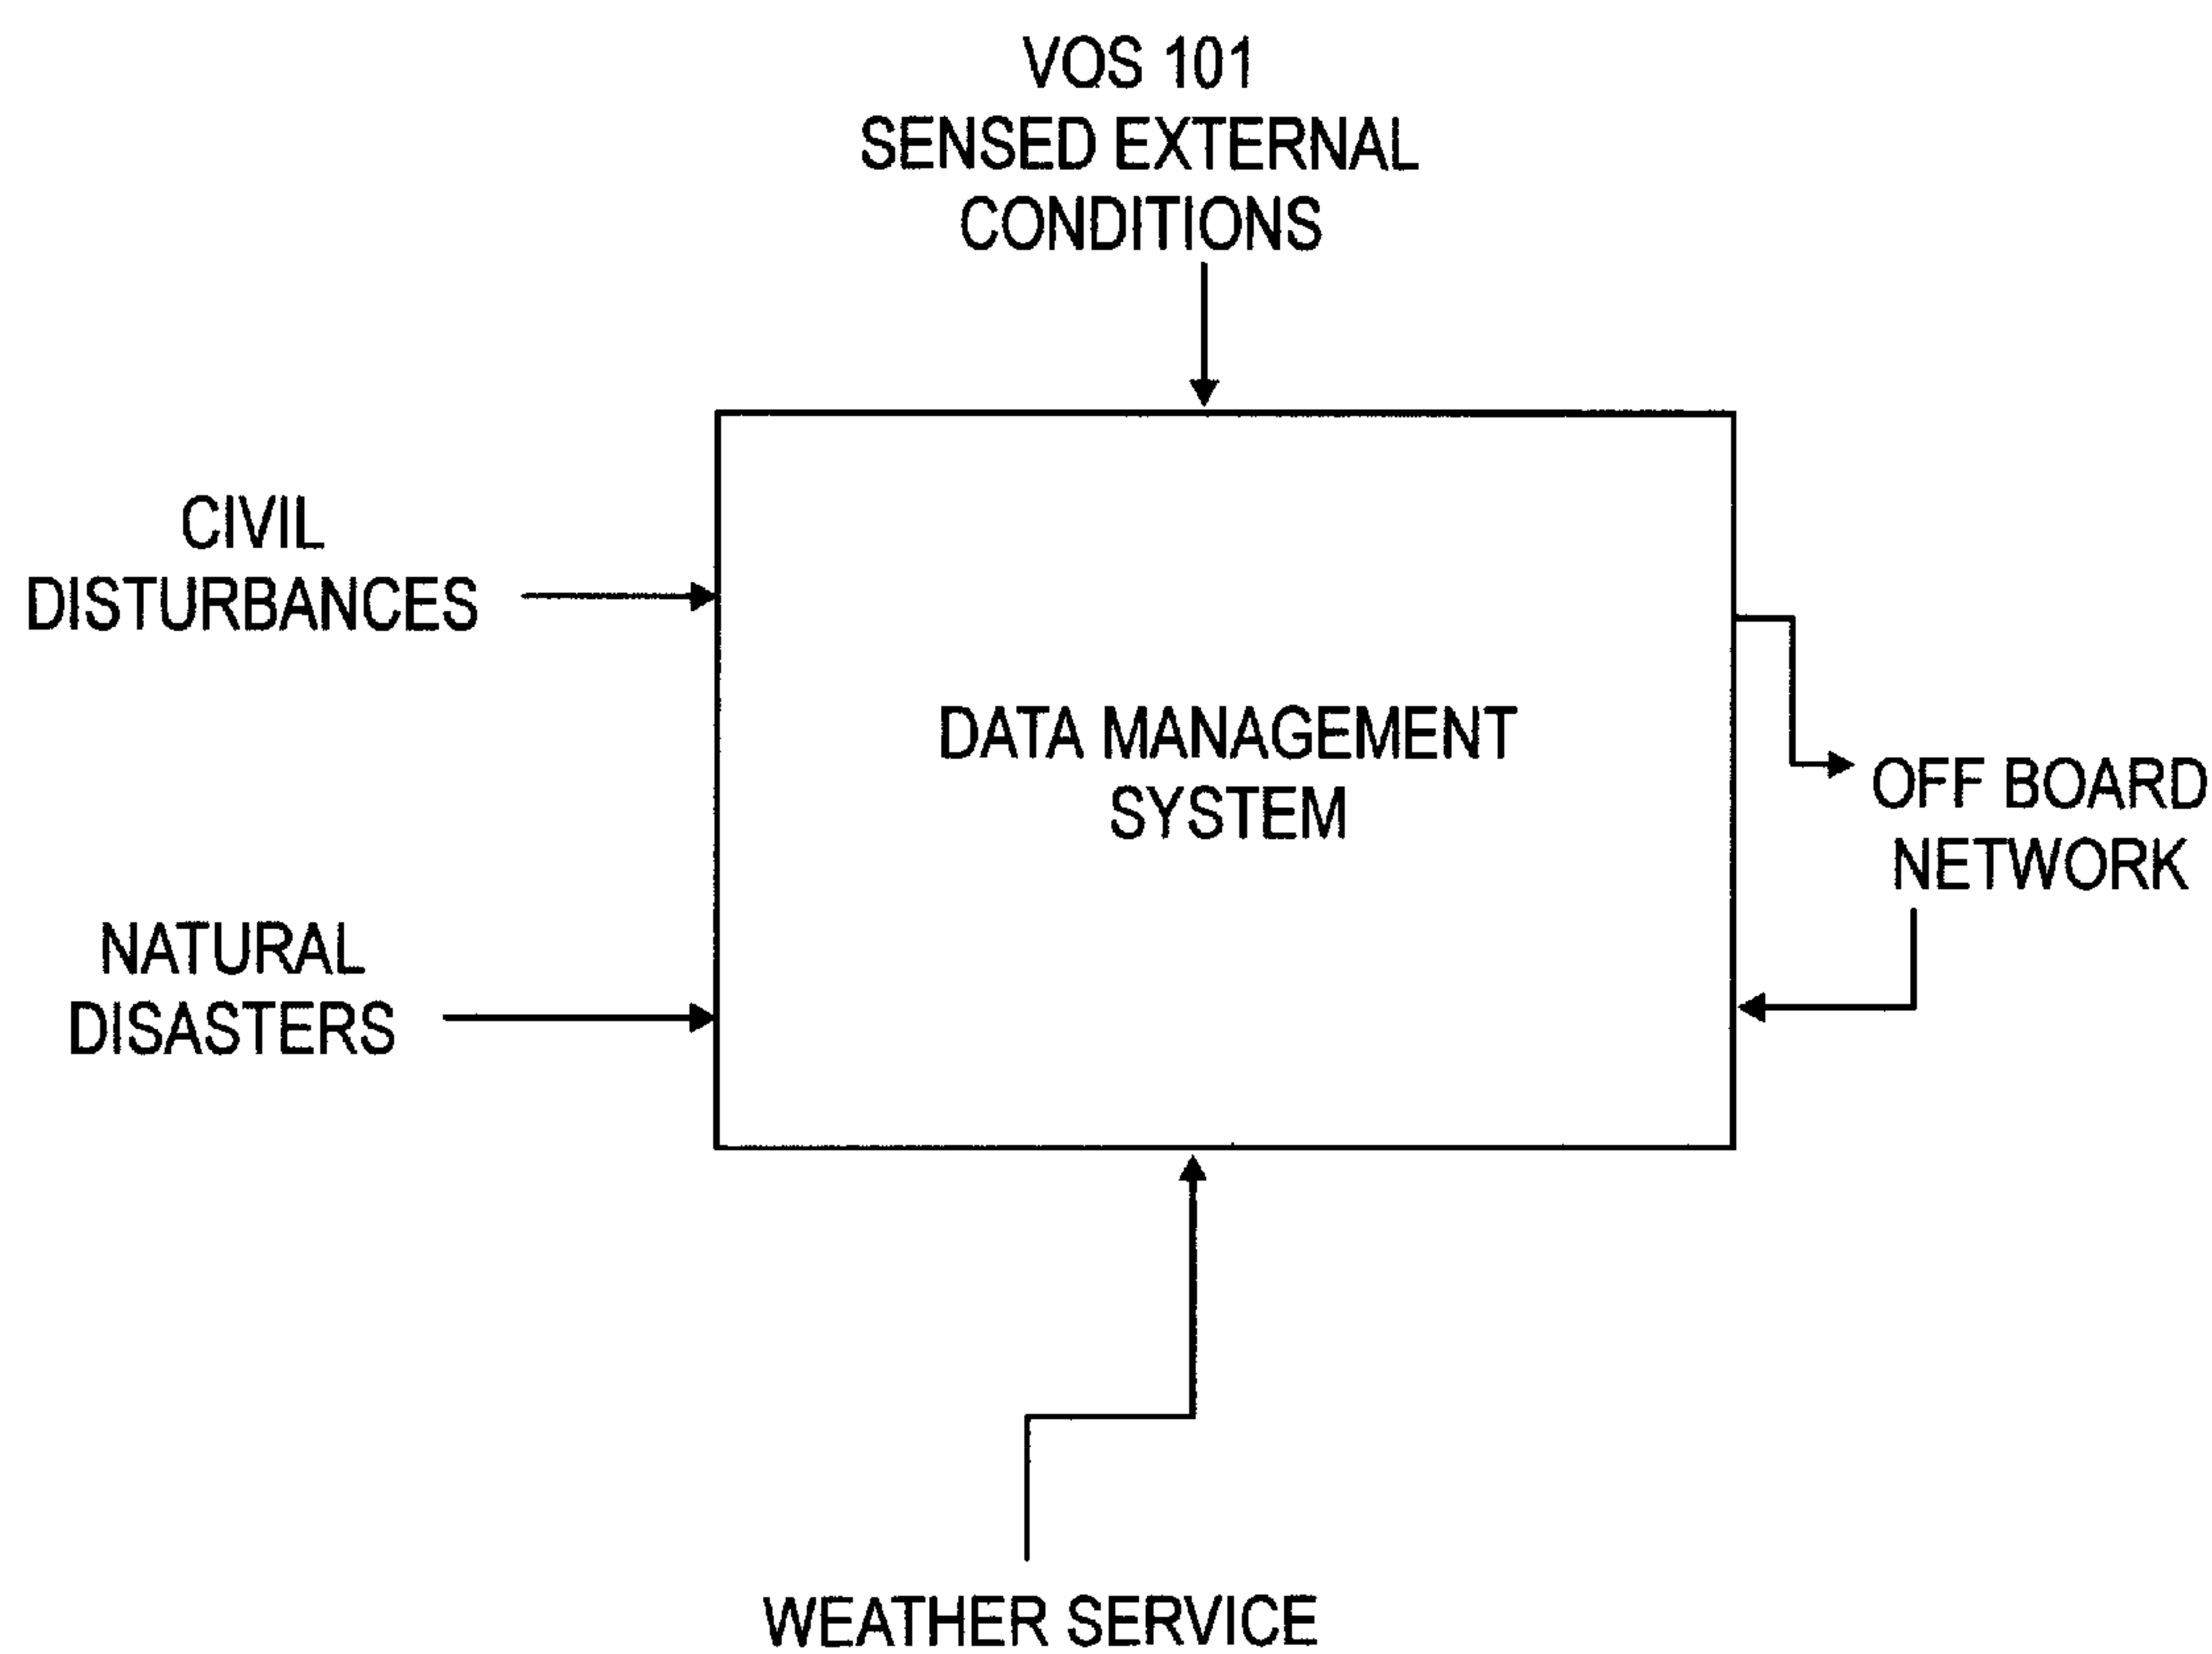 VOS 101
SENSED EXTERNAL
CONDITIONS
CIVIL
DISTURBANCES
DATA MANAGEMENT
SYSTEM
OFF BOARD
NETWORK
NATURAL
DISASTERS
WEATHER SERVICE